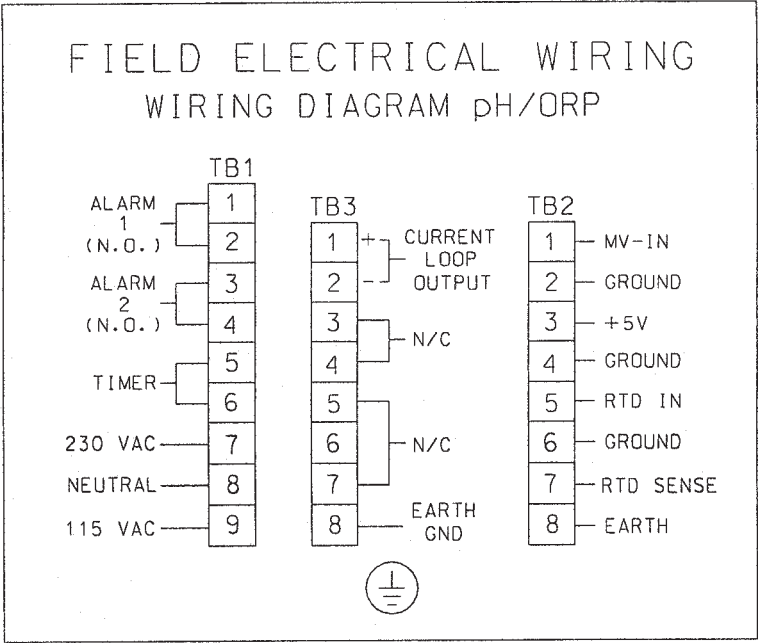 FIELD ELECTRICAL WIRING
WIRING DIAGRAM pH/ORP
TB1
ALARM
1
(N.O.)
1
2
ALARM
2
(N.O.)
3
4
TIMER
5
6
230 VAC 7
NEUTRAL 8
115 VAC 9
TB3
1 +
2 -
CURRENT
LOOP
OUTPUT
3
4
N/C
5
6
7
N/C
8
EARTH
GND
TB2
1 MV-IN
2 GROUND
3 +5V
4 GROUND
5 RTD IN
6 GROUND
7 RTD SENSE
8 EARTH